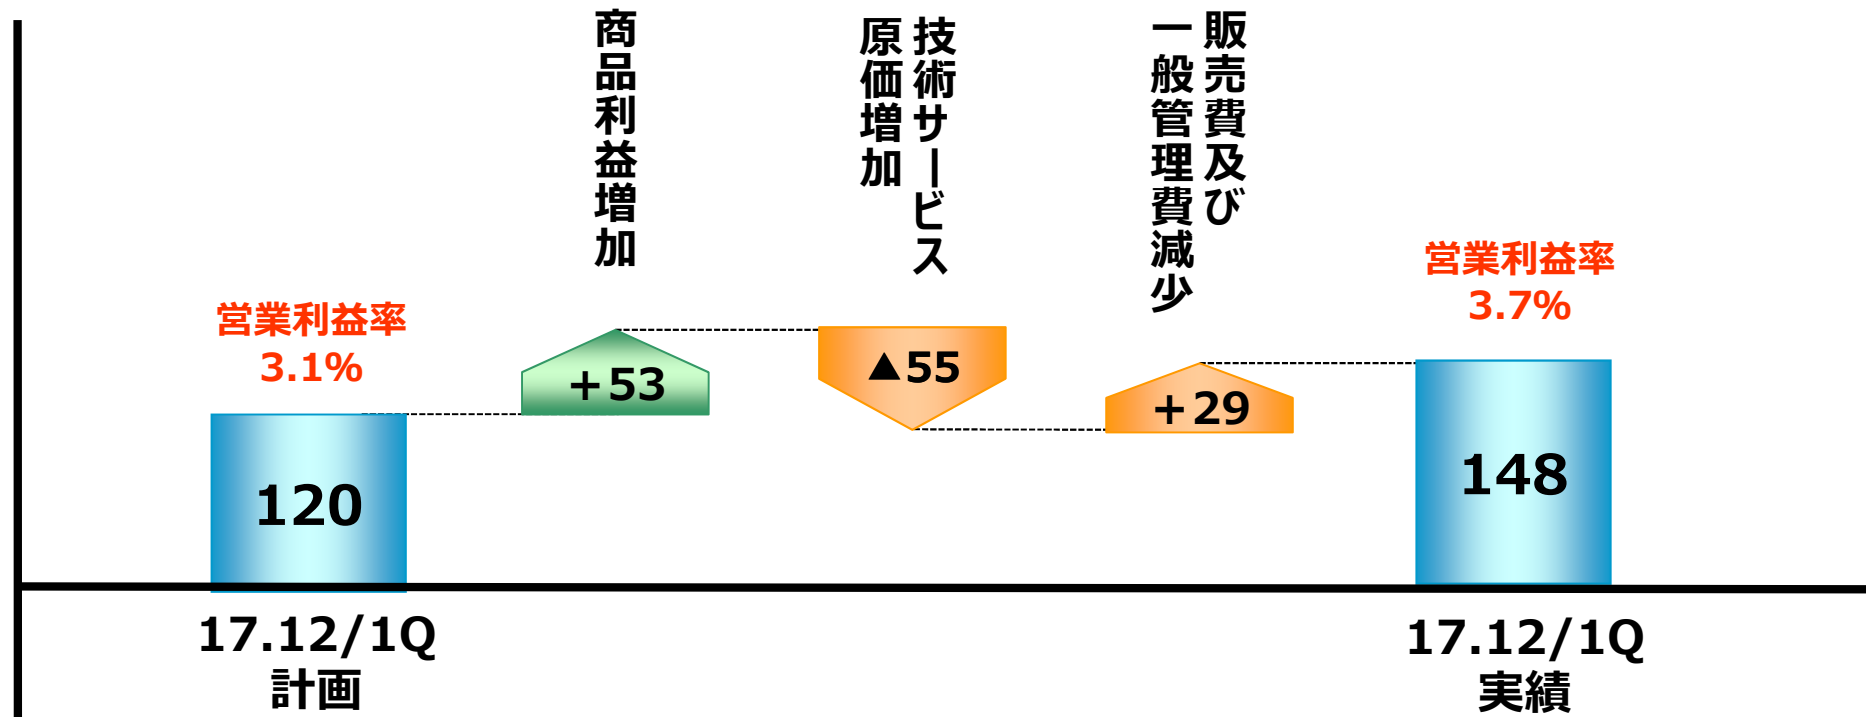 商品利益増加
技術サービス
原価増加
販売費及び
一般管理費減少
営業利益率
3.1%
営業利益率
3.7%
+53
▲55
+29
120
148
17.12/1Q
計画
17.12/1Q
実績